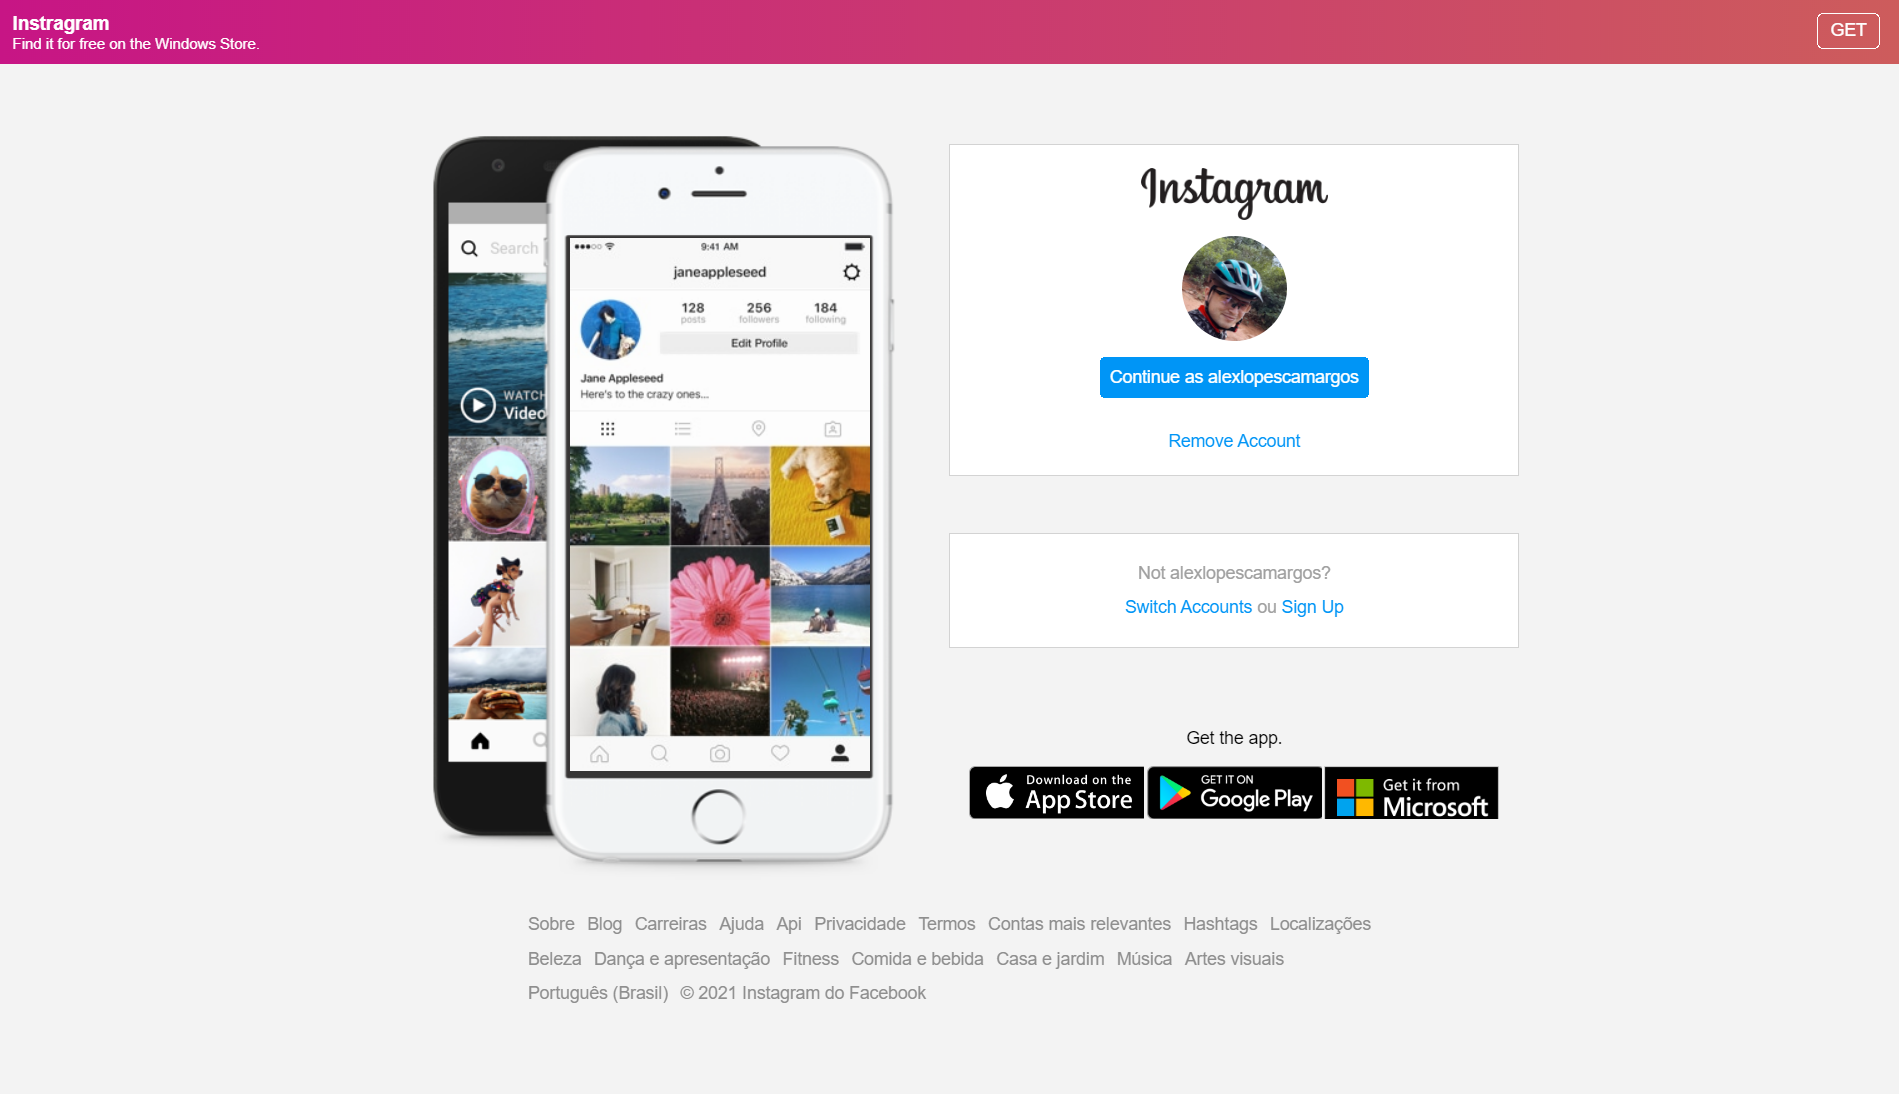 Instragram
Find it for free on the Windows Store.
GET
Search
WATCH
Video
9:41 AM
janeappleseed
128 256 184
posts followers following
Edit Profile
Jane Appleseed
Here's to the crazy ones...
Instagram
Continue as alexlopescamargos
Remove Account
Not alexlopescamargos?
Switch Accounts ou Sign Up
Get the app.
Download on the
App Store
GET IT ON
Google Play
Get it from
Microsoft
Sobre Blog Carreiras Ajuda Api Privacidade Termos Contas mais relevantes Hashtags Localizações
Beleza Dança e apresentação Fitness Comida e bebida Casa e jardim Música Artes visuais
Português (Brasil) © 2021 Instagram do Facebook